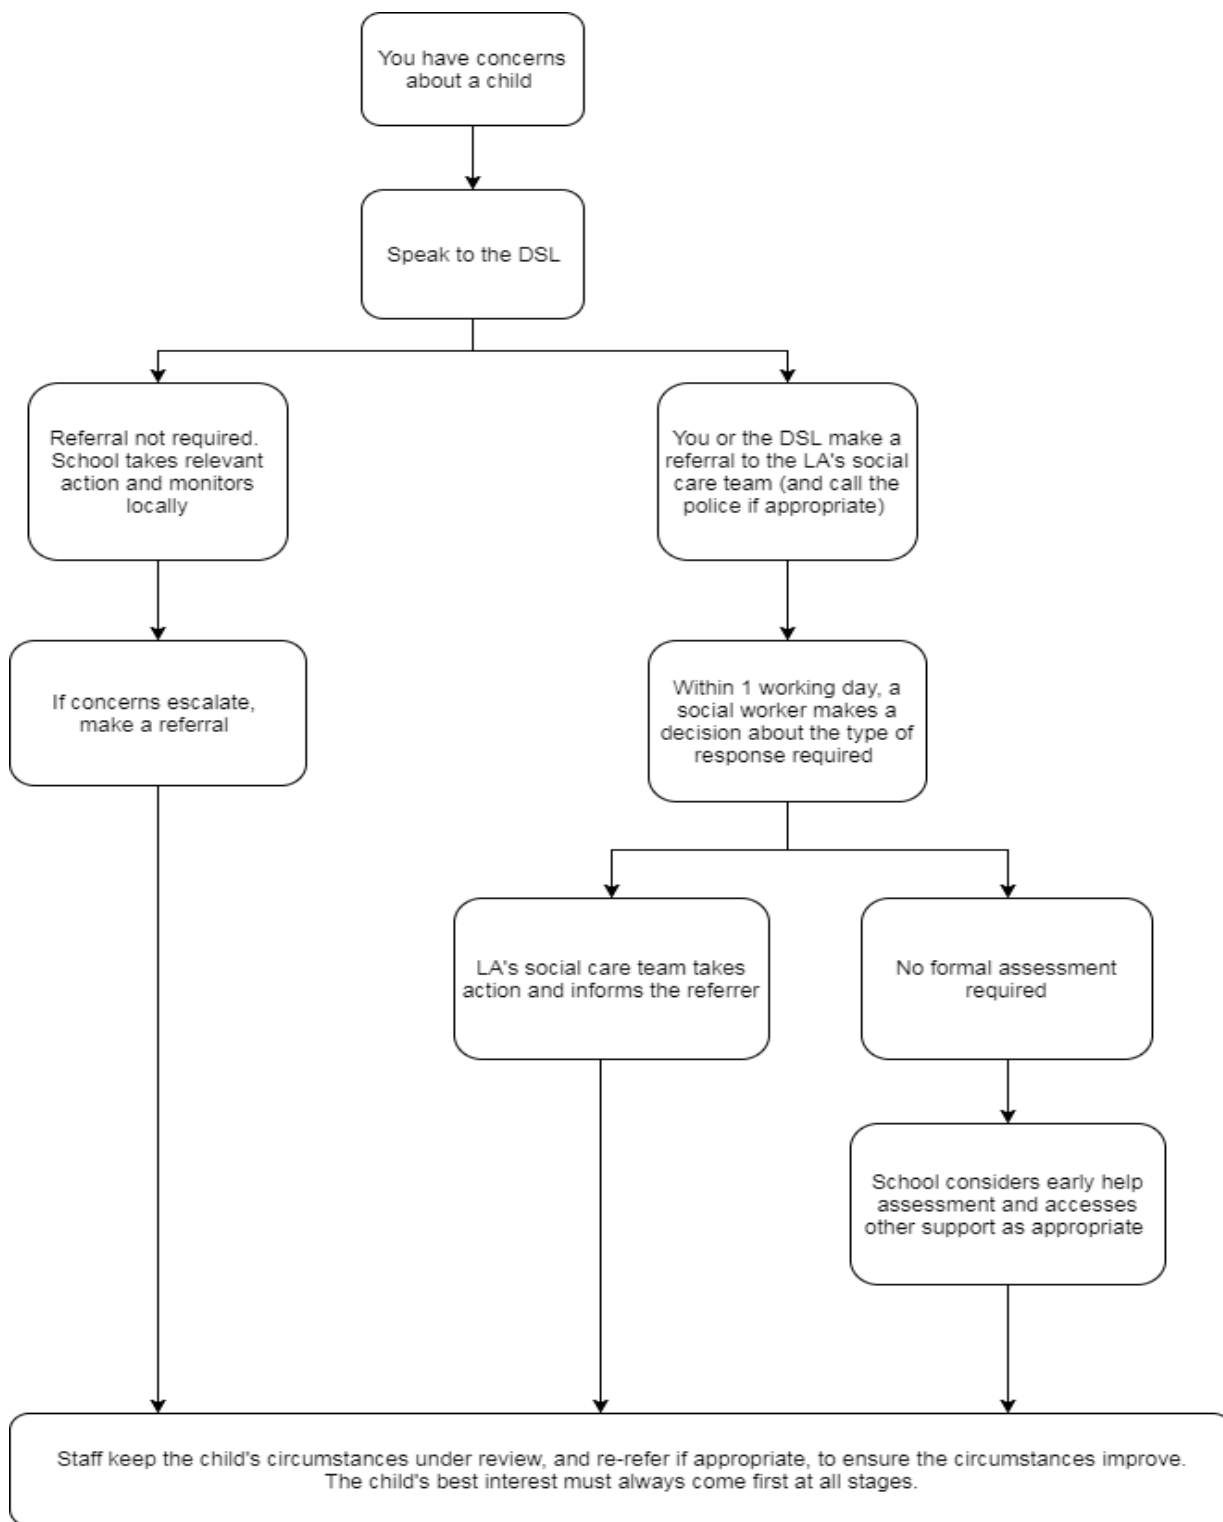 You have concerns
about a child
Speak to the DSL
Referral not required.
School takes relevant
action and monitors
locally
You or the DSL make a
referral to the LA's social
care team (and call the
police if appropriate)
If concerns escalate,
make a referral
Within 1 working day, a
social worker makes a
decision about the type of
response required
LA's social care team takes
action and informs the referrer
No formal assessment
required
School considers early help
assessment and accesses
other support as appropriate
Staff keep the child's circumstances under review, and re-refer if appropriate, to ensure the circumstances improve.
The child's best interest must always come first at all stages.